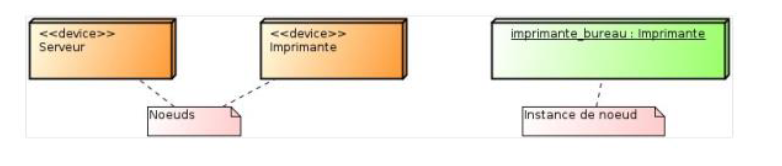 <<device>>
Serveur
<<device>>
Imprimante
imprimante_bureau : Imprimante
Noeuds
Instance de noeud